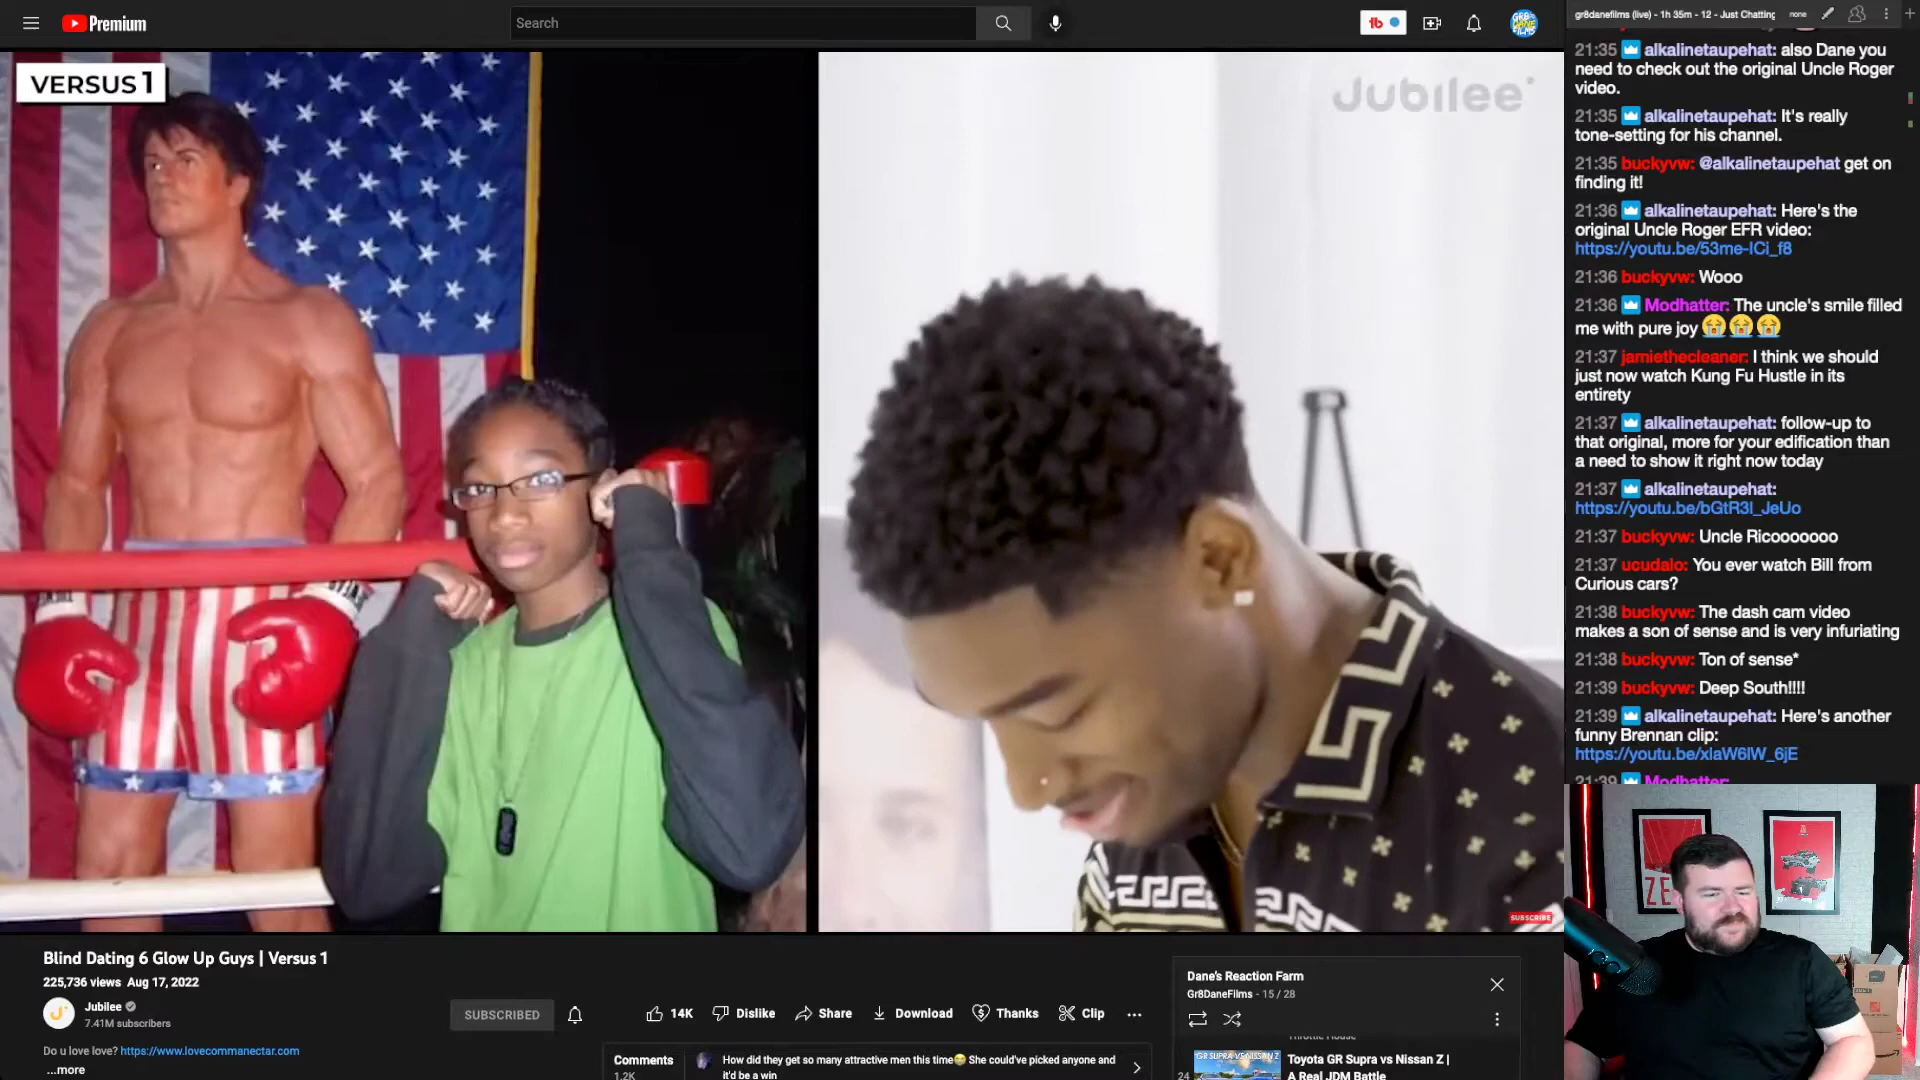 Premium
Search
VERSUS 1
Jubilee
SUBSCRIBE
Blind Dating 6 Glow Up Guys | Versus 1
225,736 views Aug 17, 2022
Jubilee
7.41M subscribers
SUBSCRIBED
14K
Dislike
Share
Download
Thanks
Clip
Do u love love? https://www.lovecommanectar.com
...more
Comments
1.2K
How did they get so many attractive men this time😁 She could've picked anyone and
it'd be a win
Dane's Reaction Farm
Gr8DaneFilms - 15 / 28
24
Toyota GR Supra vs Nissan Z |
A Real JDM Battle
gr8danefilms (live) - 1h 35m - 12 - Just Chatting
none
21:35 alkalinetaupehat: also Dane you
need to check out the original Uncle Roger
video.
21:35 alkalinetaupehat: It's really
tone-setting for his channel.
21:35 buckyvw: @alkalinetaupehat get on
finding it!
21:36 alkalinetaupehat: Here's the
original Uncle Roger EFR video:
https://youtu.be/53me-ICi_f8
21:36 buckyvw: Wooo
21:36 Modhatter: The uncle's smile filled
me with pure joy 😭😭😭
21:37 jamiethecleaner: I think we should
just now watch Kung Fu Hustle in its
entirety
21:37 alkalinetaupehat: follow-up to
that original, more for your edification than
a need to show it right now today
21:37 alkalinetaupehat:
https://youtu.be/bGtR3l_JeUo
21:37 buckyvw: Uncle Ricooooooo
21:37 ucudalo: You ever watch Bill from
Curious cars?
21:38 buckyvw: The dash cam video
makes a son of sense and is very infuriating
21:38 buckyvw: Ton of sense*
21:39 buckyvw: Deep South!!!!
21:39 alkalinetaupehat: Here's another
funny Brennan clip:
https://youtu.be/xlaW6lW_6jE
21:39 Modhatter: